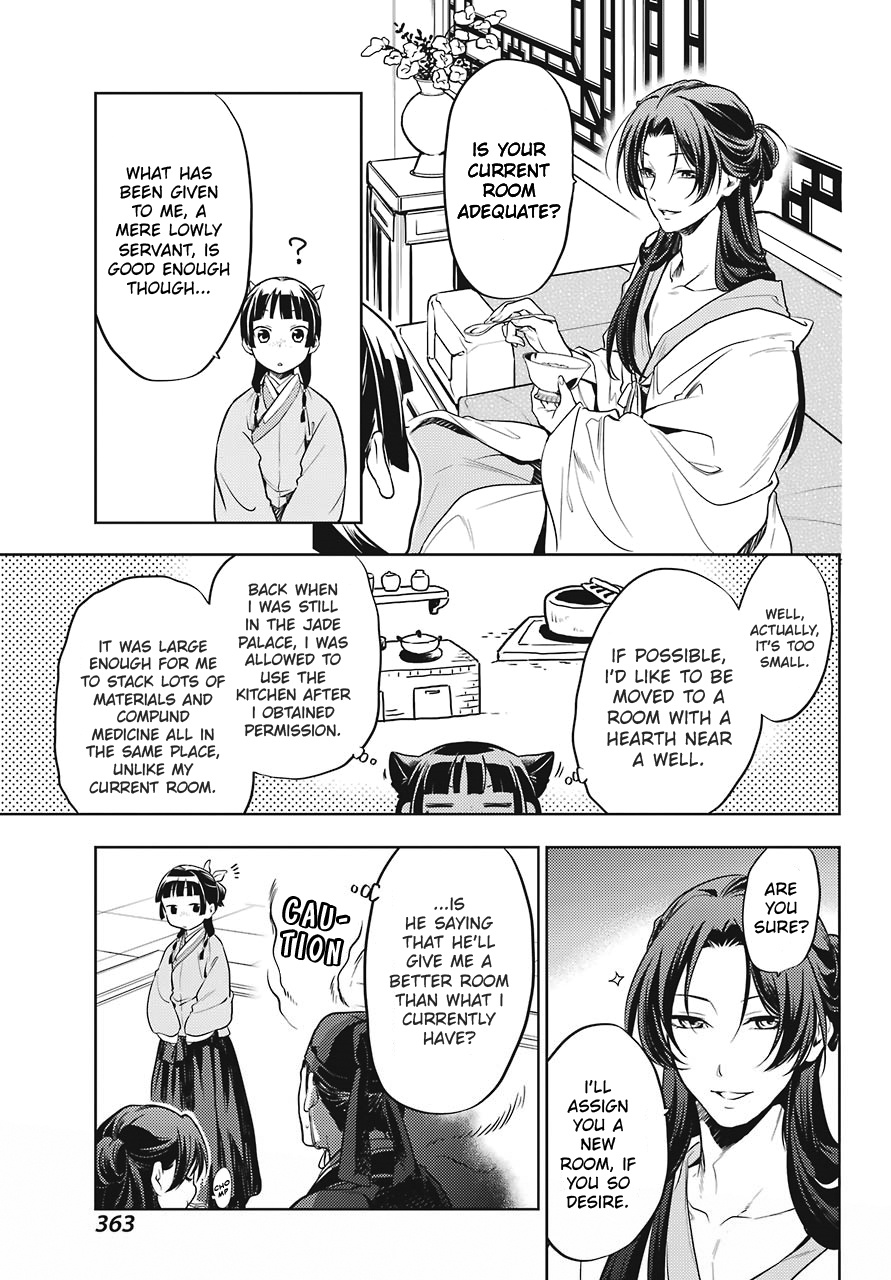 IS YOUR
CURRENT
ROOM
ADEQUATE?
WHAT HAS
BEEN GIVEN
TO ME, A
MERE LOWLY
SERVANT, IS
GOOD ENOUGH
THOUGH...
?
WELL,
ACTUALLY,
IT'S TOO
SMALL.
IF POSSIBLE,
I'D LIKE TO BE
MOVED TO A
ROOM WITH A
HEARTH NEAR
A WELL.
BACK WHEN
I WAS STILL
IN THE JADE
PALACE, I WAS
ALLOWED TO
USE THE
KITCHEN AFTER
I OBTAINED
PERMISSION.
IT WAS LARGE
ENOUGH FOR ME
TO STACK LOTS OF
MATERIALS AND
COMPUND
MEDICINE ALL IN
THE SAME PLACE,
UNLIKE MY
CURRENT ROOM.
ARE
YOU
SURE?
I'LL
ASSIGN
YOU A
NEW
ROOM, IF
YOU SO
DESIRE.
...IS
HE SAYING
THAT HE'LL
GIVE ME A
BETTER ROOM
THAN WHAT I
CURRENTLY
HAVE?
CAU-
TION
CHO
MP
363